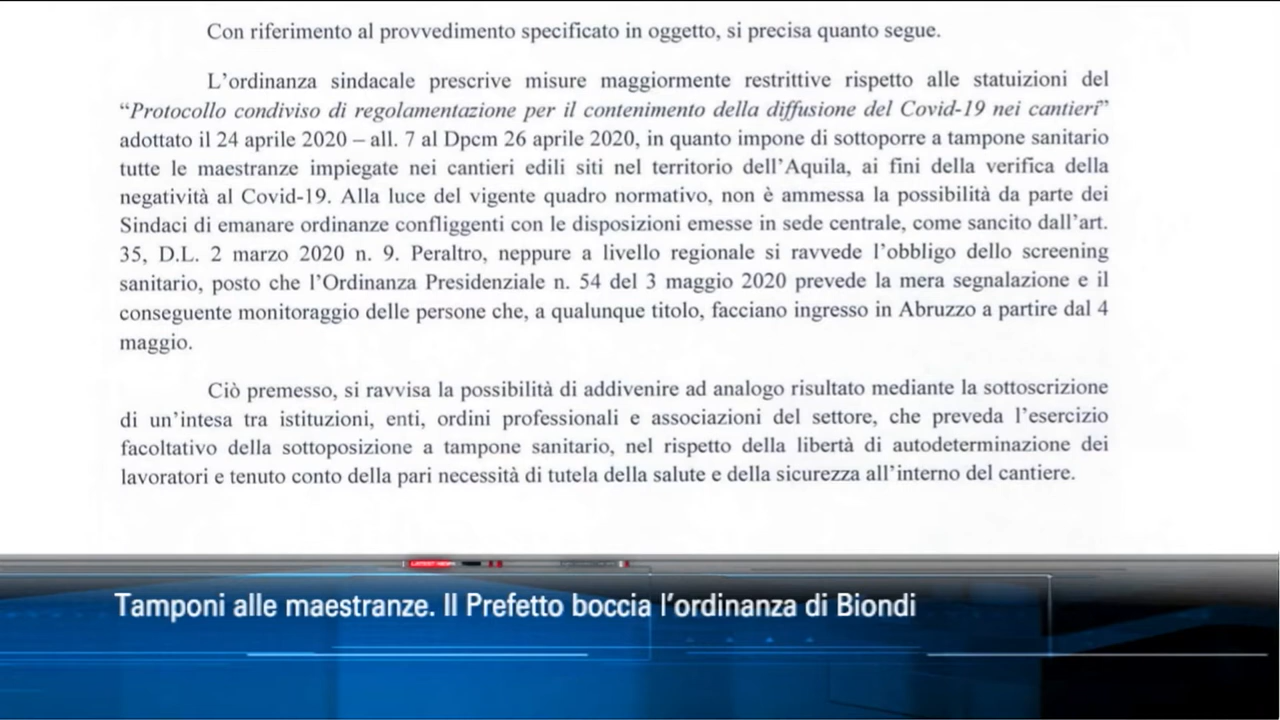 Con riferimento al provvedimento specificato in oggetto, si precisa quanto segue.
L’ordinanza sindacale prescrive misure maggiormente restrittive rispetto alle statuizioni del
“Protocollo condiviso di regolamentazione per il contenimento della diffusione del Covid-19 nei cantieri”
adottato il 24 aprile 2020 – all. 7 al Dpcm 26 aprile 2020, in quanto impone di sottoporre a tampone sanitario
tutte le maestranze impiegate nei cantieri edili siti nel territorio dell’Aquila, ai fini della verifica della
negatività al Covid-19. Alla luce del vigente quadro normativo, non è ammessa la possibilità da parte dei
Sindaci di emanare ordinanze confliggenti con le disposizioni emesse in sede centrale, come sancito dall’art.
35, D.L. 2 marzo 2020 n. 9. Peraltro, neppure a livello regionale si ravvede l’obbligo dello screening
sanitario, posto che l’Ordinanza Presidenziale n. 54 del 3 maggio 2020 prevede la mera segnalazione e il
conseguente monitoraggio delle persone che, a qualunque titolo, facciano ingresso in Abruzzo a partire dal 4
maggio.
Ciò premesso, si ravvisa la possibilità di addivenire ad analogo risultato mediante la sottoscrizione
di un’intesa tra istituzioni, enti, ordini professionali e associazioni del settore, che preveda l’esercizio
facoltativo della sottoposizione a tampone sanitario, nel rispetto della libertà di autodeterminazione dei
lavoratori e tenuto conto della pari necessità di tutela della salute e della sicurezza all’interno del cantiere.
LATEST NEWS
Tamponi alle maestranze. Il Prefetto boccia l’ordinanza di Biondi